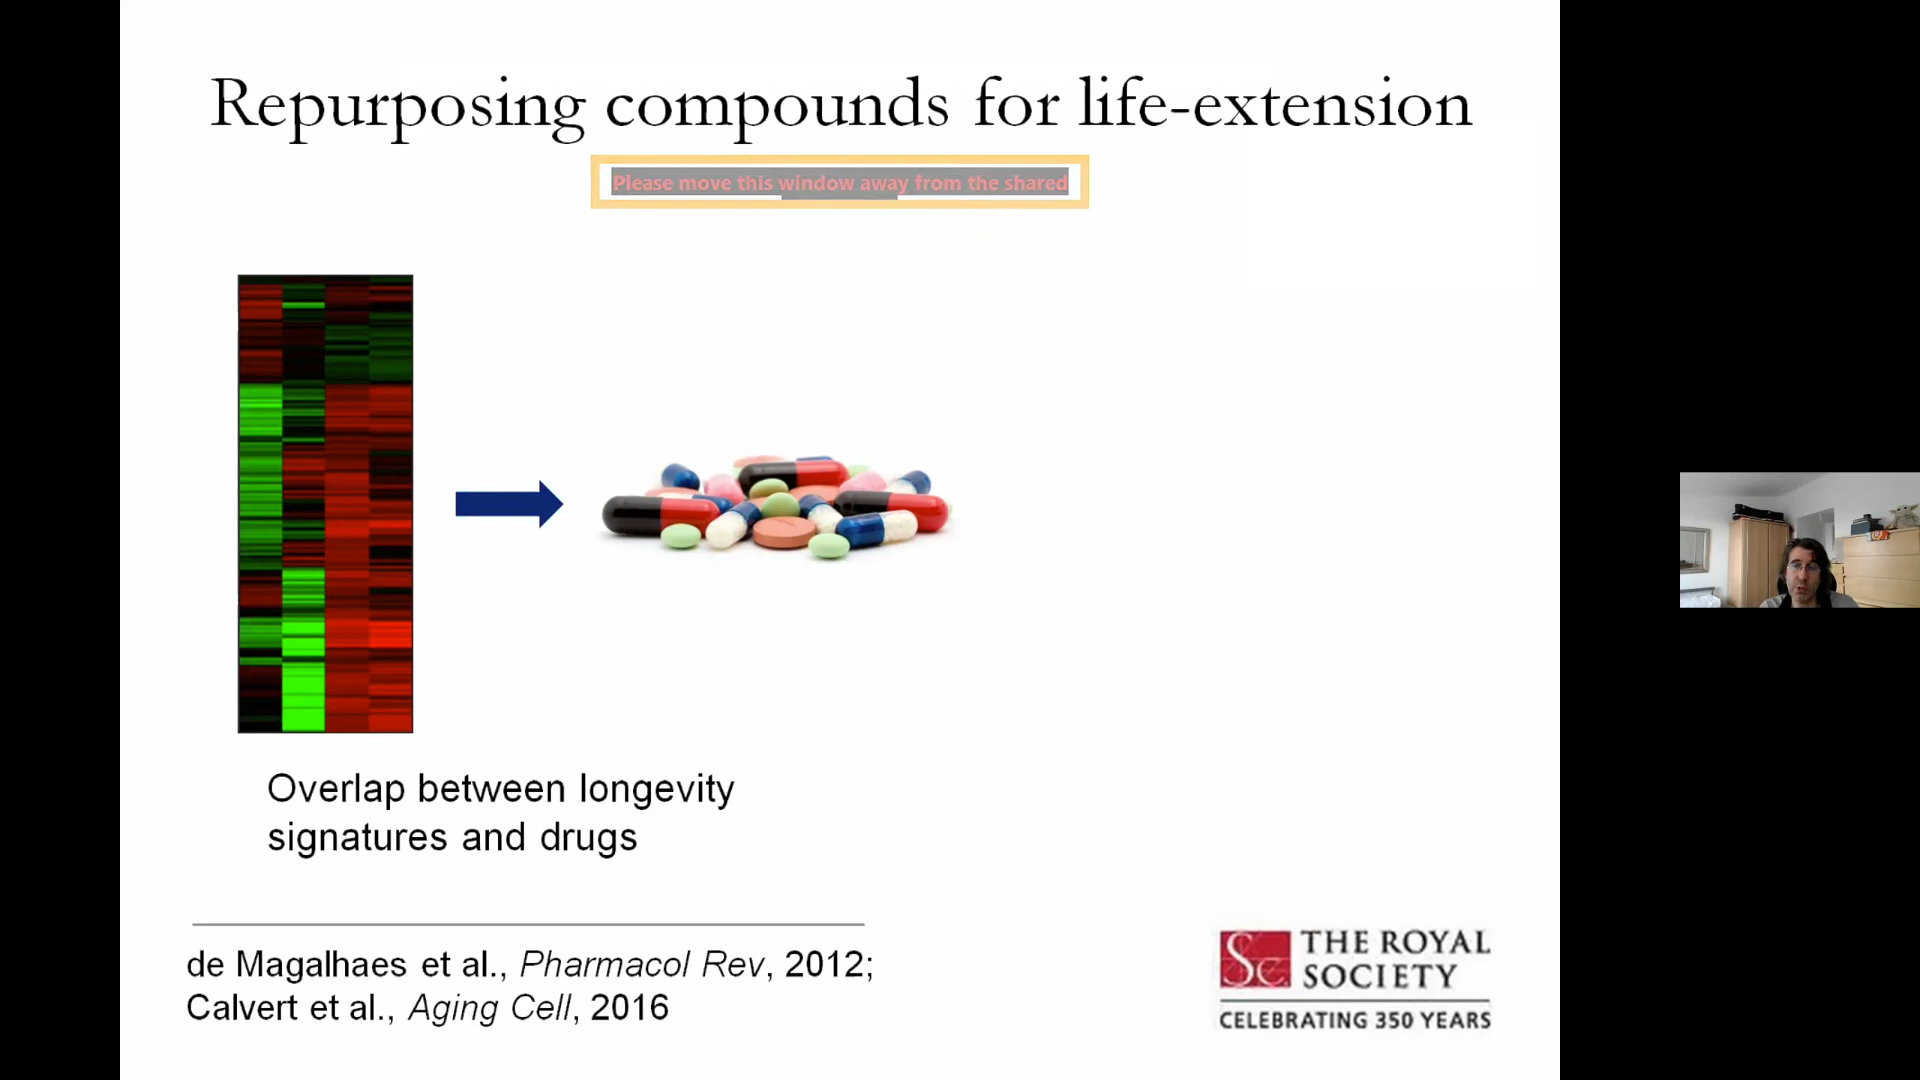 Repurposing compounds for life-extension
Please move this window away from the shared
Overlap between longevity
signatures and drugs
de Magalhaes et al., Pharmacol Rev, 2012;
Calvert et al., Aging Cell, 2016
THE ROYAL
SOCIETY
CELEBRATING 350 YEARS